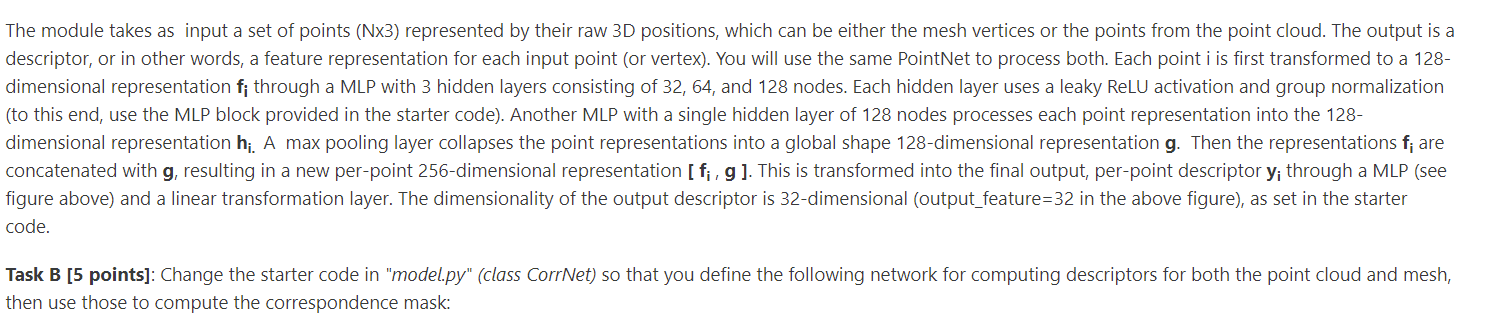 The module takes as input a set of points (Nx3) represented by their raw 3D positions, which can be either the mesh vertices or the points from the point cloud. The output is a
descriptor, or in other words, a feature representation for each input point (or vertex). You will use the same PointNet to process both. Each point i is first transformed to a 128-
dimensional representation fi through a MLP with 3 hidden layers consisting of 32, 64, and 128 nodes. Each hidden layer uses a leaky ReLU activation and group normalization
(to this end, use the MLP block provided in the starter code). Another MLP with a single hidden layer of 128 nodes processes each point representation into the 128-
dimensional representation hi. A max pooling layer collapses the point representations into a global shape 128-dimensional representation g. Then the representations fi are
concatenated with g, resulting in a new per-point 256-dimensional representation [ fi , g ]. This is transformed into the final output, per-point descriptor yi through a MLP (see
figure above) and a linear transformation layer. The dimensionality of the output descriptor is 32-dimensional (output_feature=32 in the above figure), as set in the starter
code.
Task B [5 points]: Change the starter code in "model.py" (class CorrNet) so that you define the following network for computing descriptors for both the point cloud and mesh,
then use those to compute the correspondence mask: